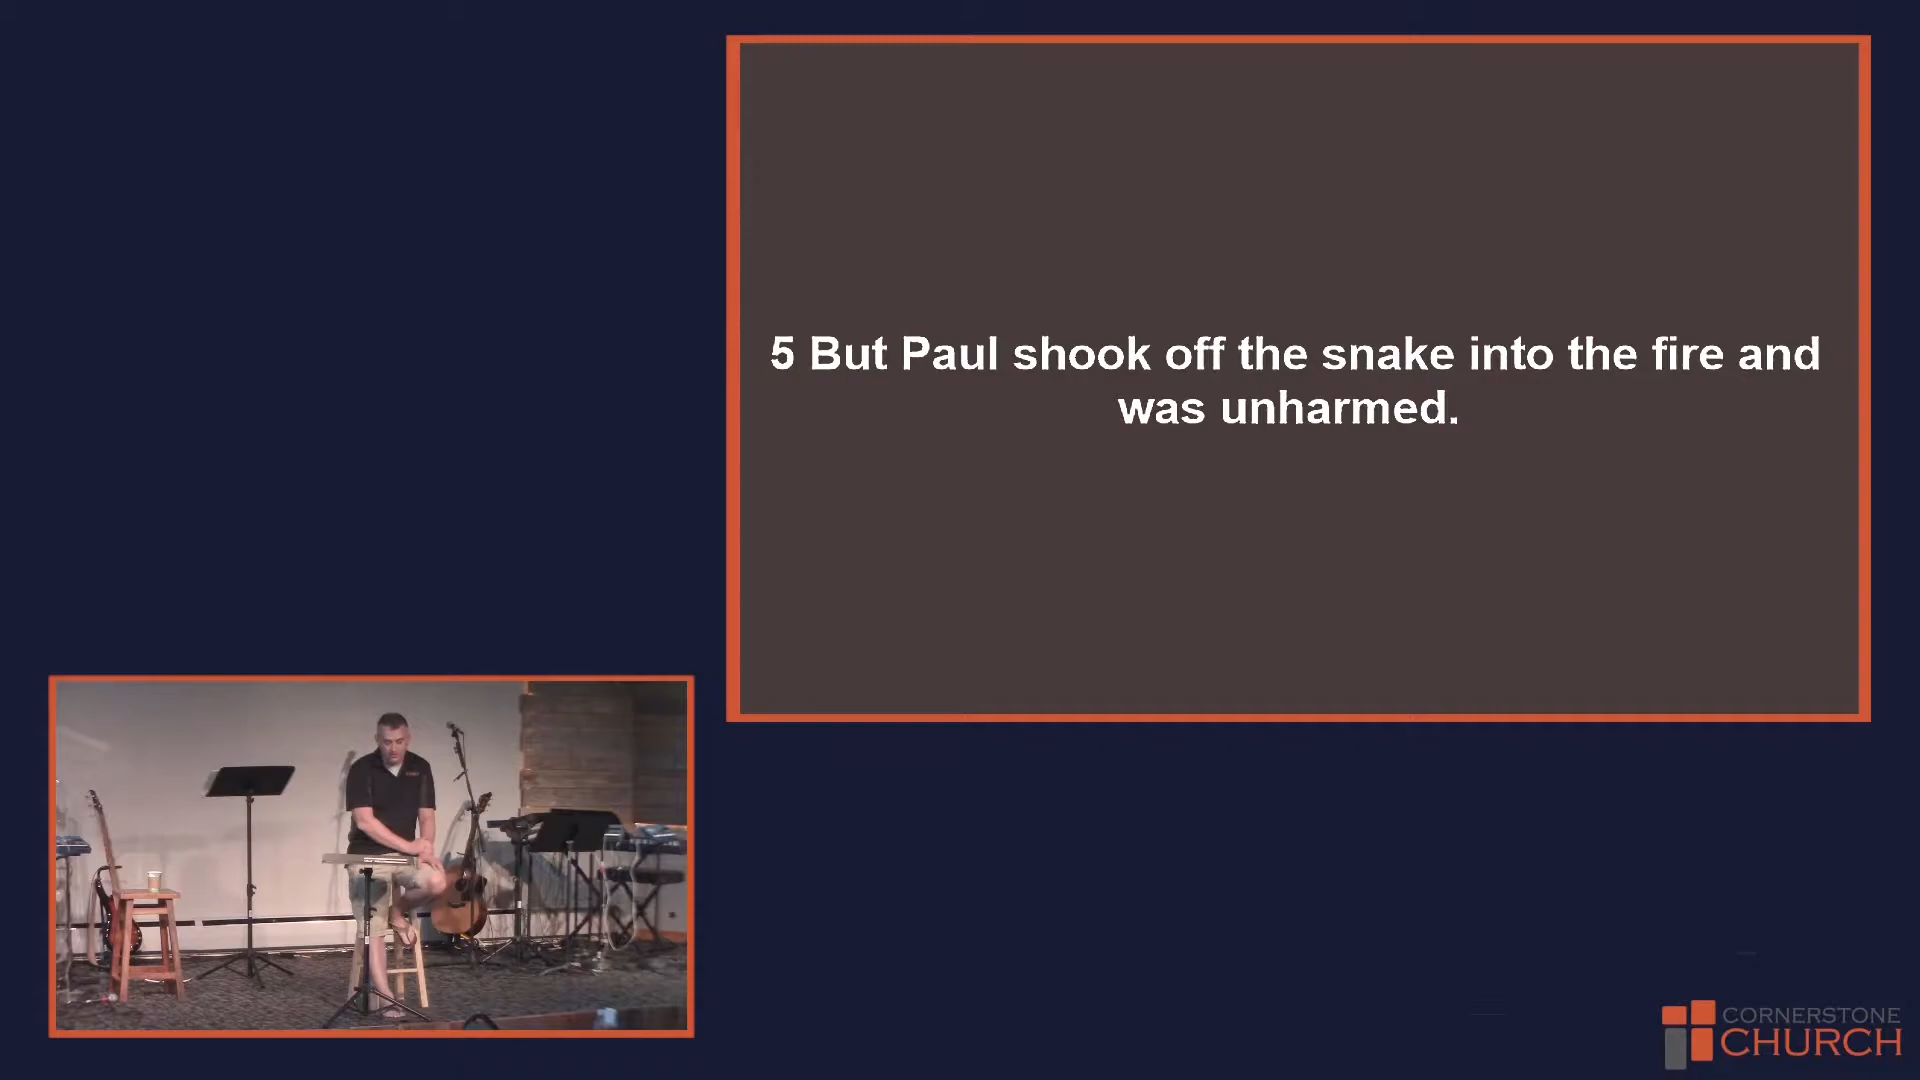 5 But Paul shook off the snake into the fire and
was unharmed.
CORNERSTONE
CHURCH